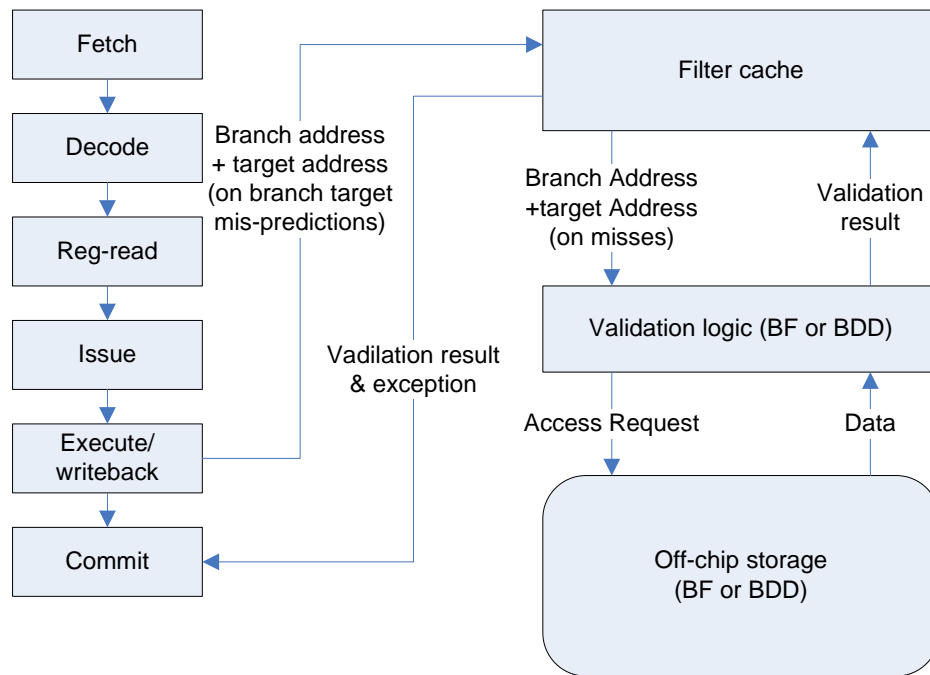 Fetch
Decode
Reg-read
Issue
Execute/
writeback
Commit
Branch address
+ target address
(on branch target
mis-predictions)
Vadilation result
& exception
Filter cache
Branch Address
+target Address
(on misses)
Validation
result
Validation logic (BF or BDD)
Access Request
Data
Off-chip storage
(BF or BDD)